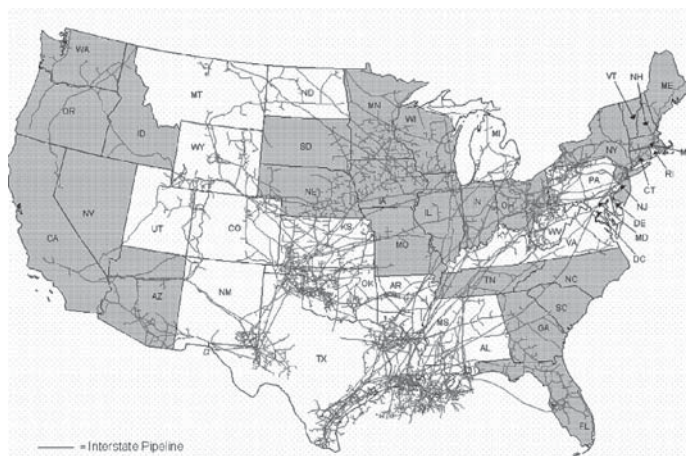 WA
MT
ND
OR
ID
MN
WI
SD
WY
MI
VT
NH
ME
NY
M
RI
CT
NJ
DE
MD
DC
PA
NE
IA
NV
UT
CO
CA
KS
MO
IL
IN
OH
WV
VA
AZ
NM
OK
AR
TN
NC
SC
MS
AL
GA
TX
FL
= Interstate Pipeline